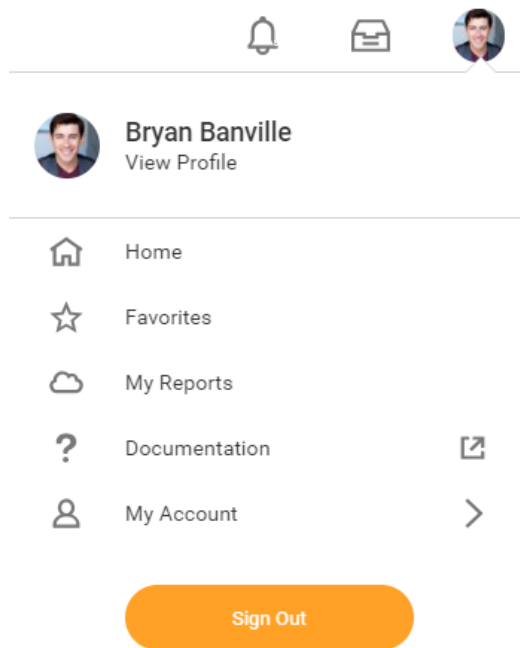 Bryan Banville
View Profile
Home
Favorites
My Reports
Documentation
My Account
Sign Out